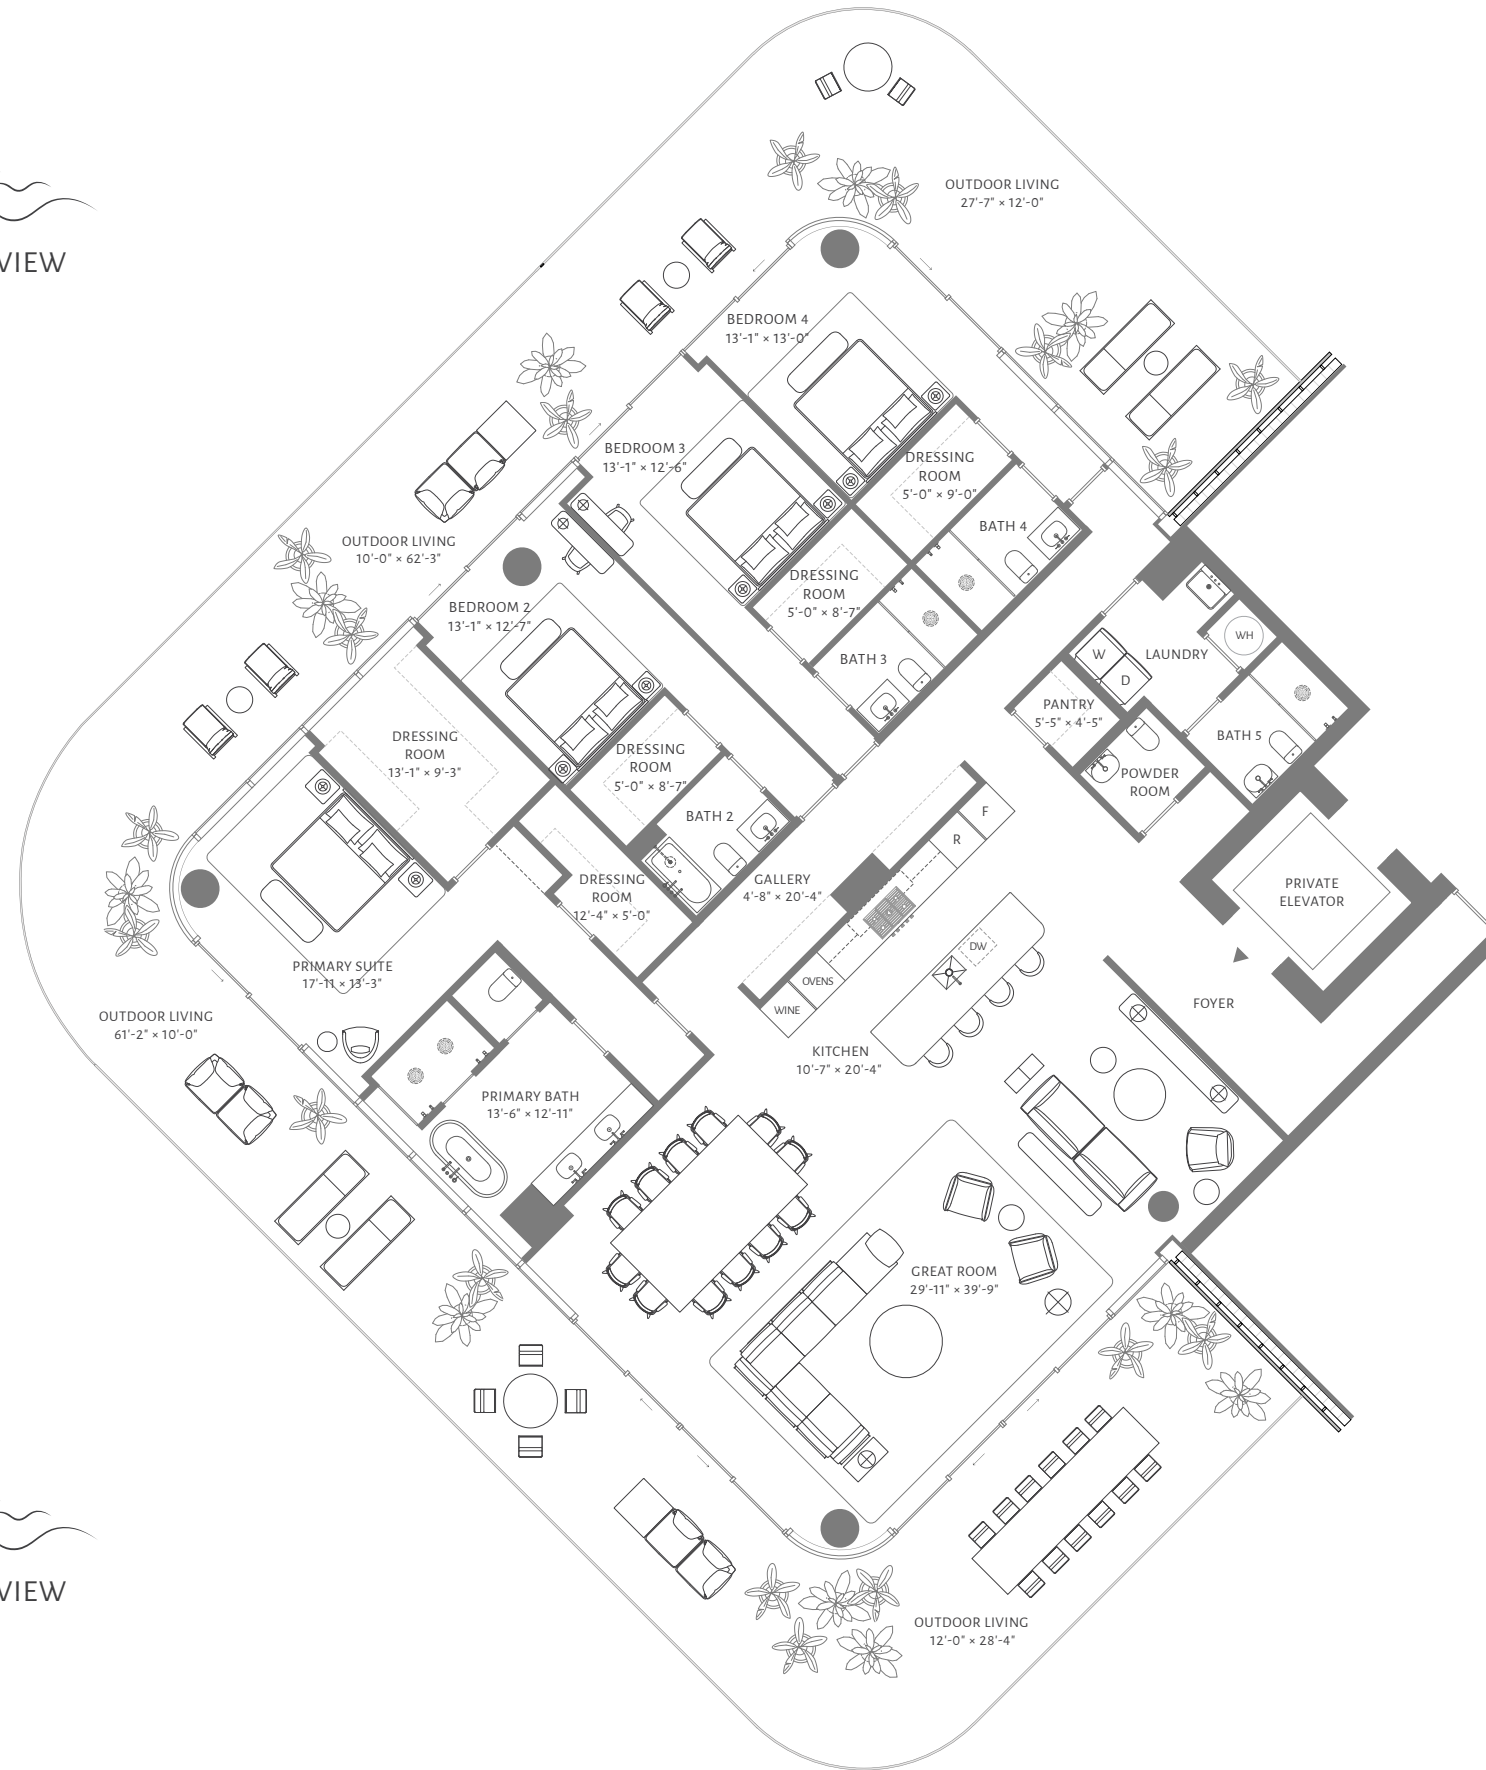 OUTDOOR LIVING
27'-7" × 12'-0"
VIEW
BEDROOM 4
13'-1" × 13'-0"
BEDROOM 3
13'-1" × 12'-6"
DRESSING
ROOM
5'-0" × 9'-0"
BATH 4
OUTDOOR LIVING
10'-0" × 62'-3"
DRESSING
ROOM
5'-0" × 8'-7"
BEDROOM 2
13'-1" × 12'-7"
WH
LAUNDRY
W
D
BATH 3
PANTRY
5'-5" × 4'-5"
BATH 5
DRESSING
ROOM
13'-1" × 9'-3"
DRESSING
ROOM
5'-0" × 8'-7"
POWDER
ROOM
BATH 2
F
R
GALLERY
4'-8" × 20'-4"
DRESSING
ROOM
12'-4" × 5'-0"
PRIVATE
ELEVATOR
DW
PRIMARY SUITE
17'-11 × 13'-3"
OVENS
WINE
FOYER
OUTDOOR LIVING
61'-2" × 10'-0"
KITCHEN
10'-7" × 20'-4"
PRIMARY BATH
13'-6" × 12'-11"
GREAT ROOM
29'-11" × 39'-9"
VIEW
OUTDOOR LIVING
12'-0" × 28'-4"